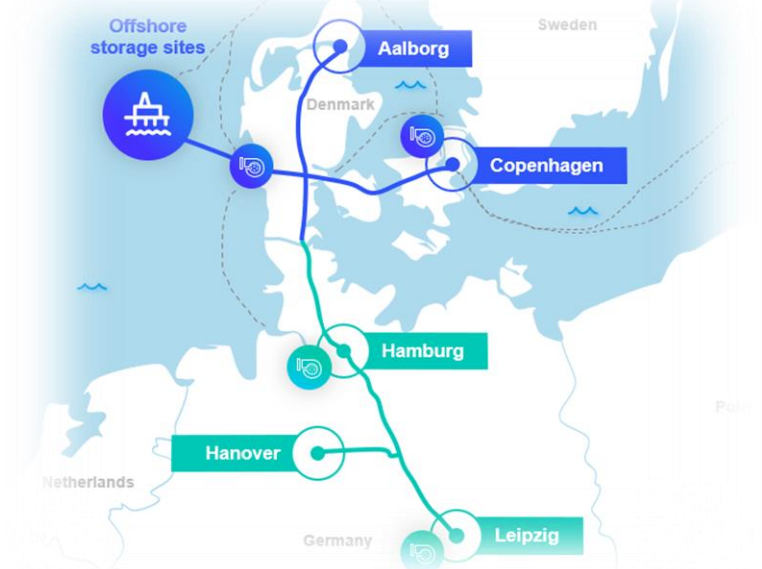 Offshore
storage sites
Sweden
Aalborg
Denmark
Copenhagen
Hamburg
Hanover
Netherlands
Leipzig
Germany